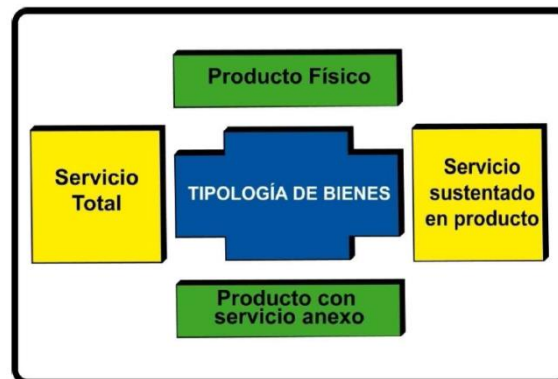 Producto Físico
Servicio
Total
TIPOLOGÍA DE BIENES
Servicio
sustentado
en producto
Producto con
servicio anexo